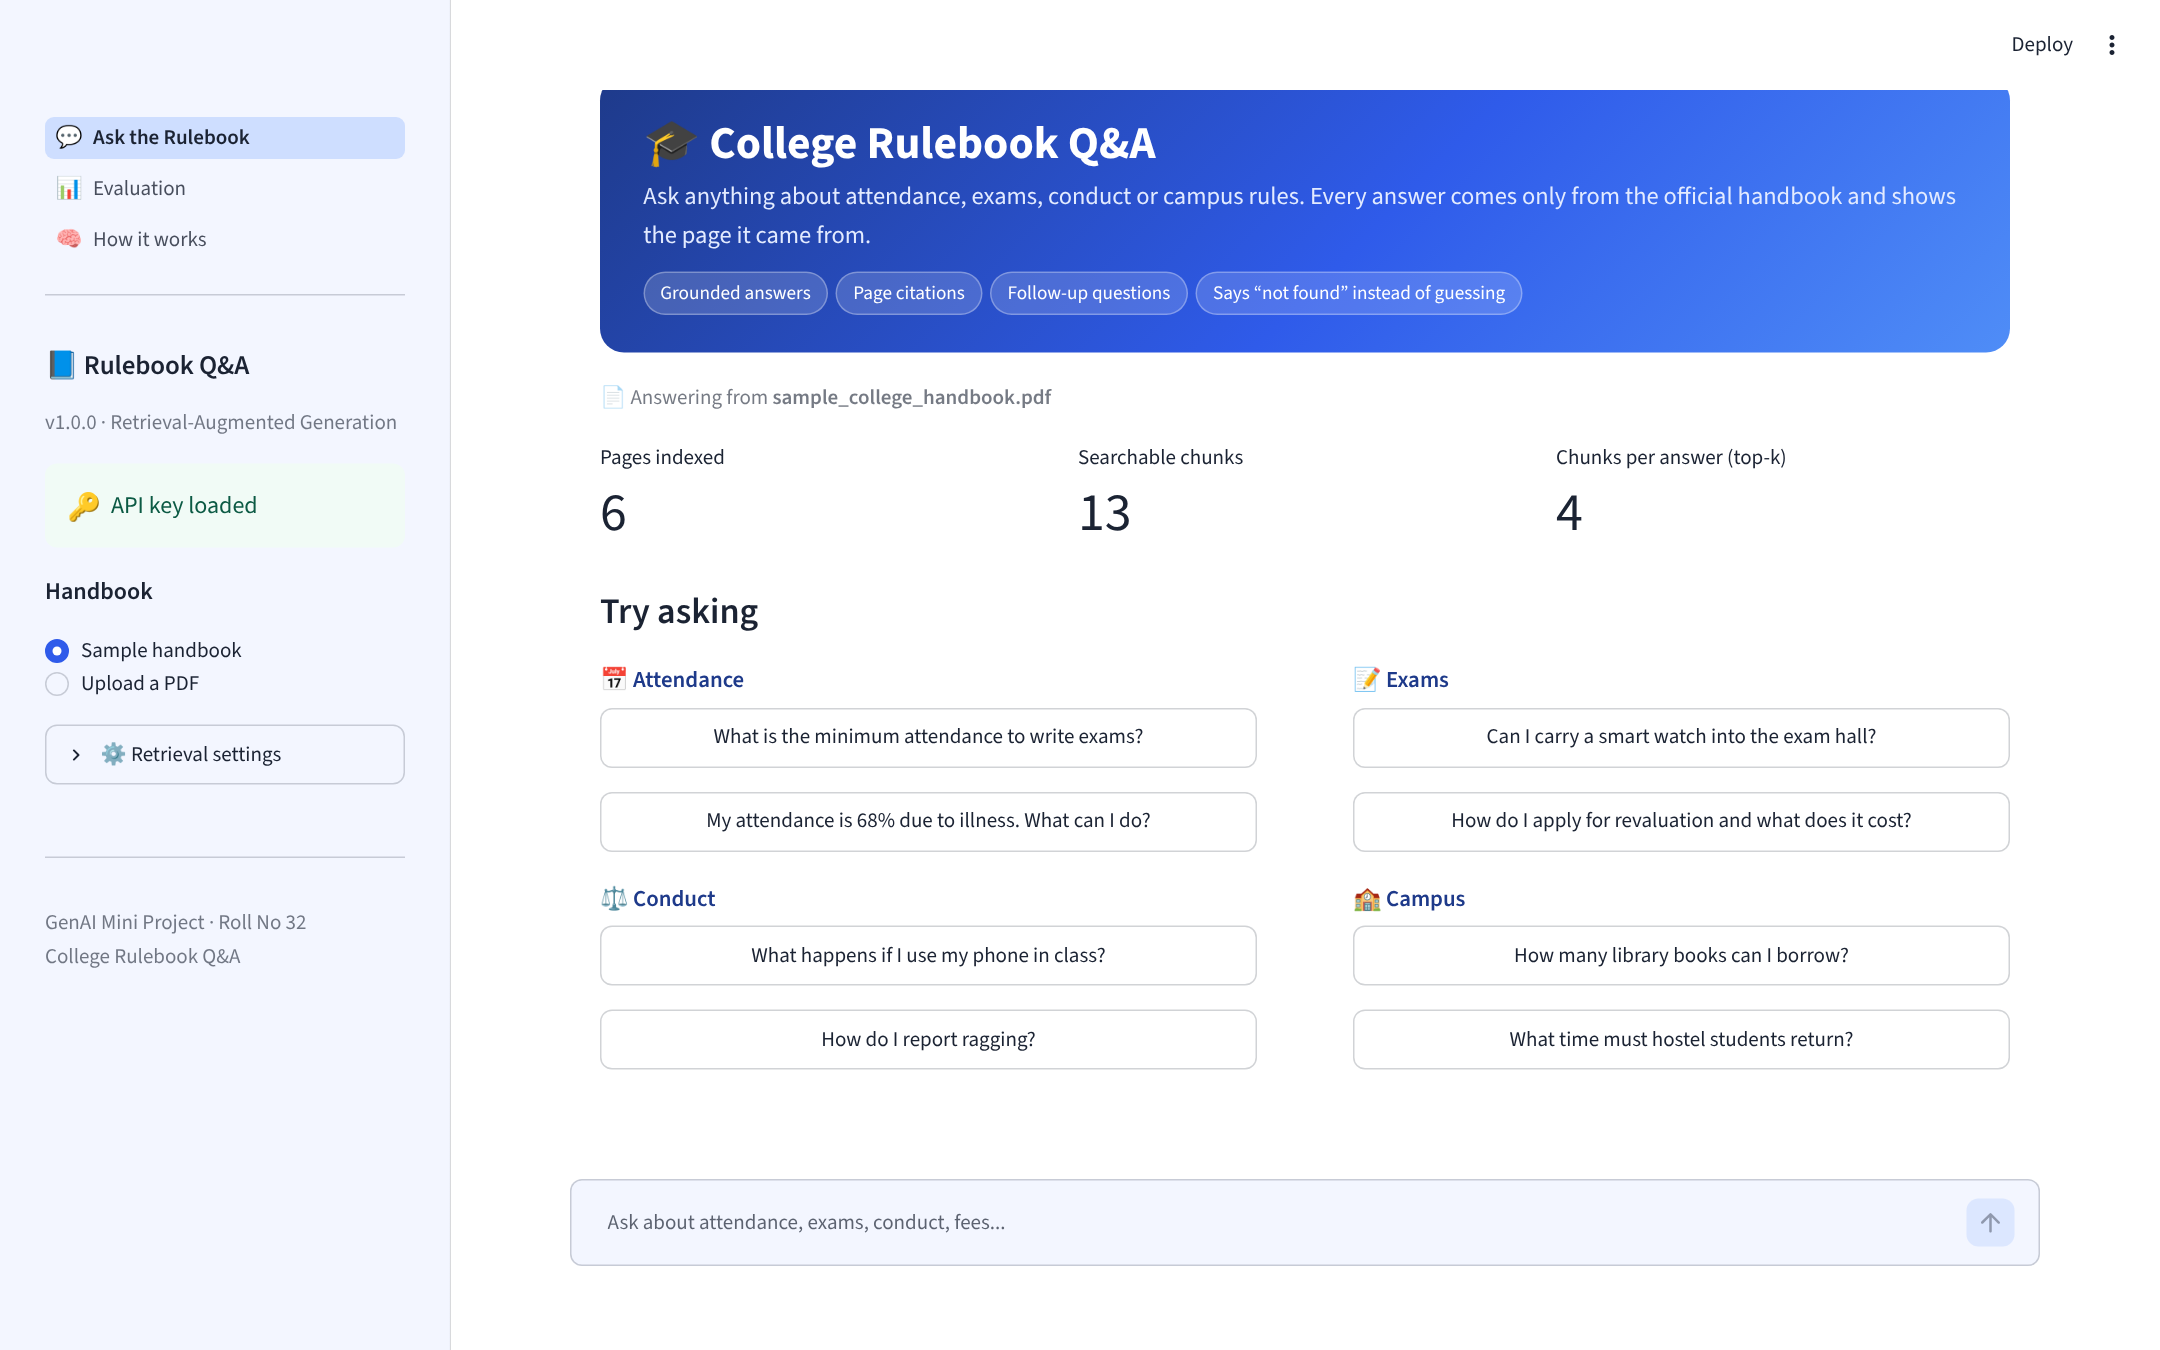 Deploy
💬 Ask the Rulebook
📊 Evaluation
🧠 How it works
📘 Rulebook Q&A
v1.0.0 · Retrieval-Augmented Generation
🔑 API key loaded
Handbook
Sample handbook
Upload a PDF
⚙️ Retrieval settings
GenAI Mini Project · Roll No 32
College Rulebook Q&A
🎓 College Rulebook Q&A
Ask anything about attendance, exams, conduct or campus rules. Every answer comes only from the official handbook and shows
the page it came from.
Grounded answers
Page citations
Follow-up questions
Says “not found” instead of guessing
📄 Answering from sample_college_handbook.pdf
Pages indexed
6
Searchable chunks
13
Chunks per answer (top-k)
4
Try asking
📅 Attendance
What is the minimum attendance to write exams?
My attendance is 68% due to illness. What can I do?
📝 Exams
Can I carry a smart watch into the exam hall?
How do I apply for revaluation and what does it cost?
⚖️ Conduct
What happens if I use my phone in class?
How do I report ragging?
🏫 Campus
How many library books can I borrow?
What time must hostel students return?
Ask about attendance, exams, conduct, fees...